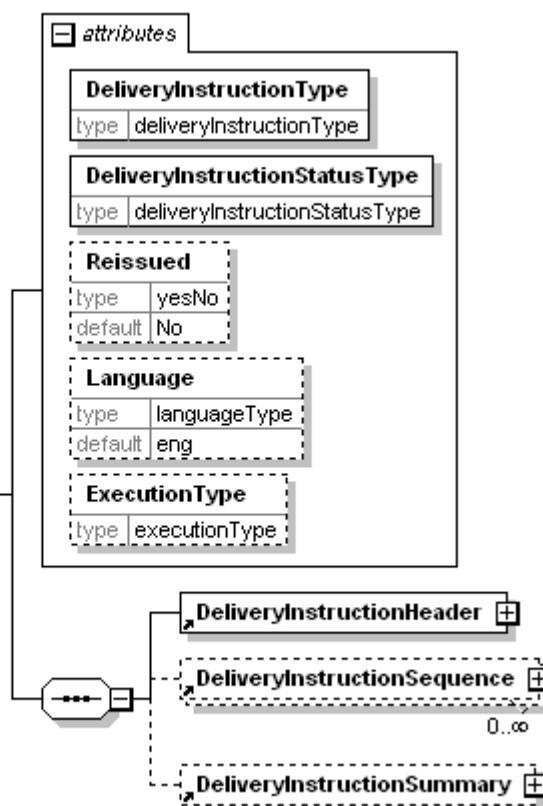 attributes
DeliveryInstructionType
type deliveryInstructionType
DeliveryInstructionStatusType
type deliveryInstructionStatusType
Reissued
type yesNo
default No
Language
type languageType
default eng
ExecutionType
type executionType
DeliveryInstructionHeader
DeliveryInstructionSequence
0..∞
DeliveryInstructionSummary